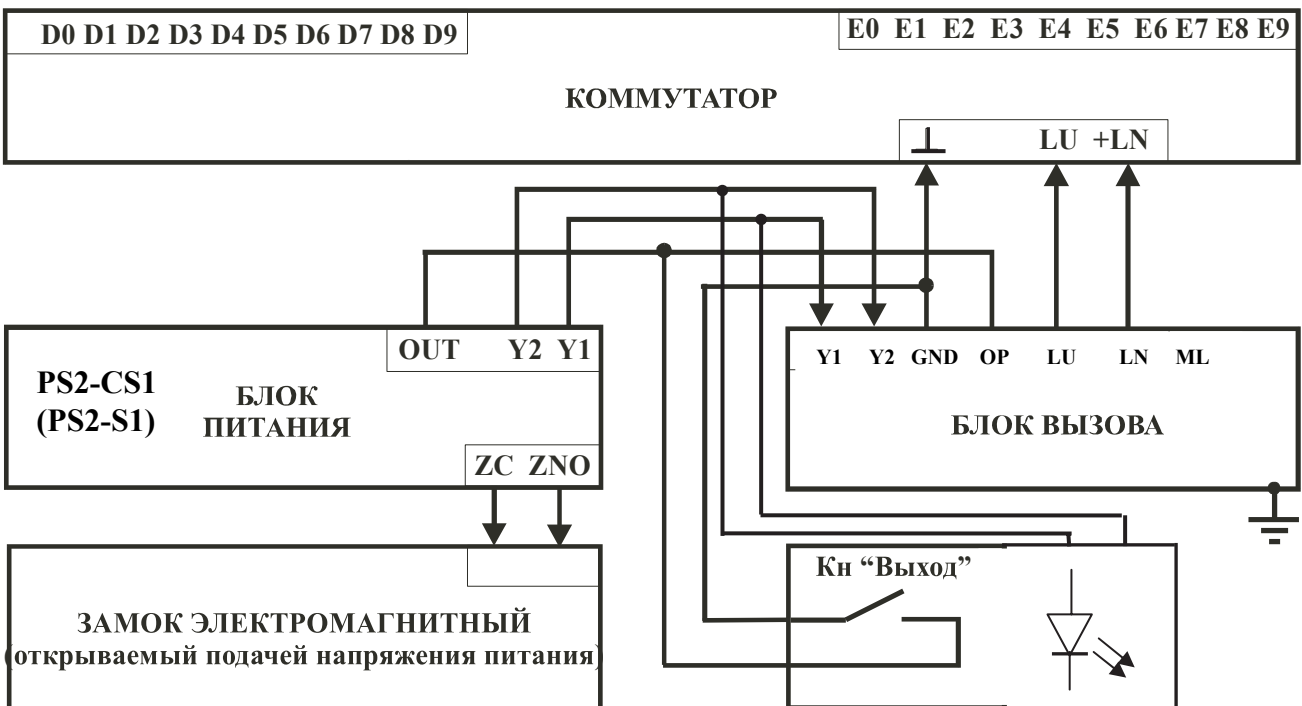 D0 D1 D2 D3 D4 D5 D6 D7 D8 D9
E0 E1 E2 E3 E4 E5 E6 E7 E8 E9
КОММУТАТОР
LU +LN
OUT Y2 Y1
PS2-CS1
(PS2-S1)
БЛОК
ПИТАНИЯ
ZC ZNO
Y1 Y2 GND OP LU LN ML
БЛОК ВЫЗОВА
ЗАМОК ЭЛЕКТРОМАГНИТНЫЙ
(открываемый подачей напряжения питания)
Кн “Выход”